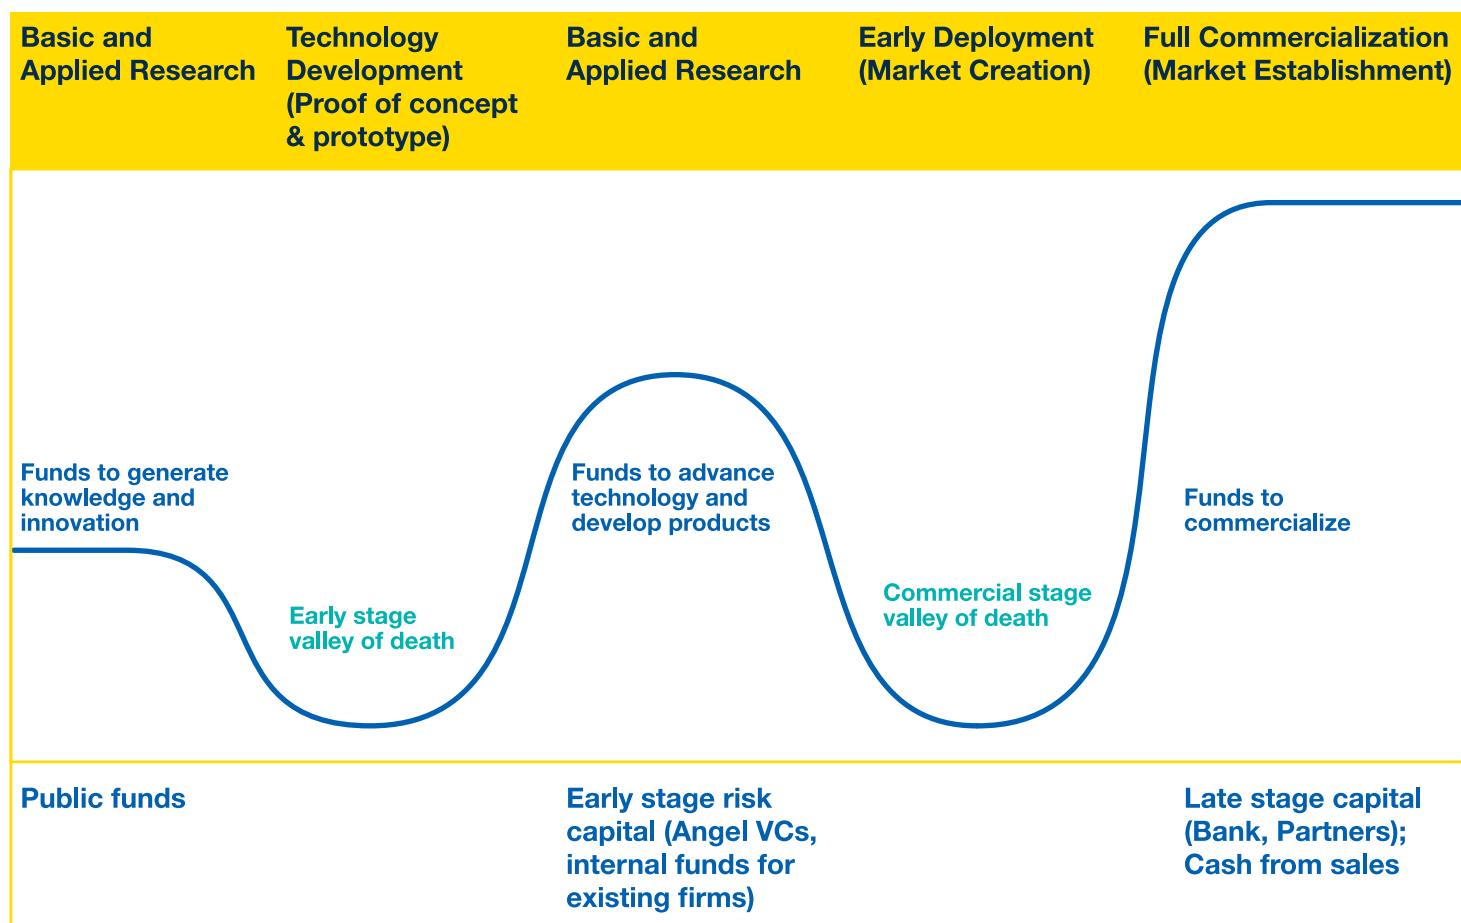 Basic and
Applied Research
Technology
Development
(Proof of concept
& prototype)
Basic and
Applied Research
Early Deployment
(Market Creation)
Full Commercialization
(Market Establishment)
Funds to generate
knowledge and
innovation
Early stage
valley of death
Funds to advance
technology and
develop products
Commercial stage
valley of death
Funds to
commercialize
Public funds
Early stage risk
capital (Angel VCs,
internal funds for
existing firms)
Late stage capital
(Bank, Partners);
Cash from sales